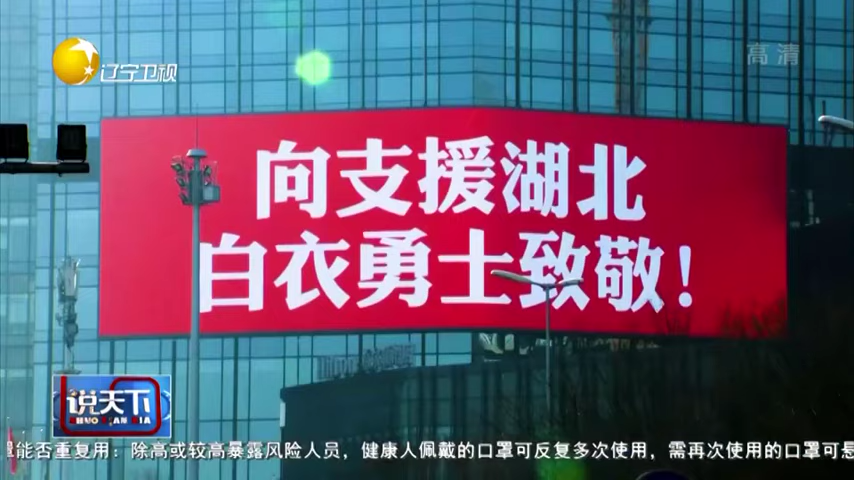 辽宁卫视
高清
向支援湖北
白衣勇士致敬!
说天下
SHUO TIAN XIA
能否重复用：除高或较高暴露风险人员，健康人佩戴的口罩可反复多次使用，需再次使用的口罩可悬